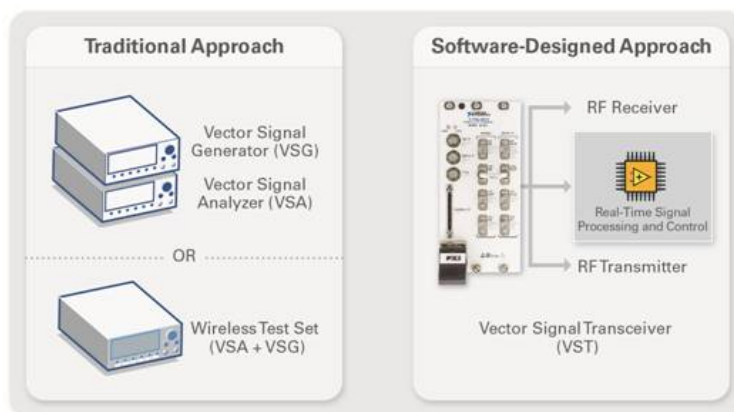 Traditional Approach
Vector Signal
Generator (VSG)
Vector Signal
Analyzer (VSA)
OR
Wireless Test Set
(VSA + VSG)
Software-Designed Approach
RF Receiver
Real-Time Signal
Processing and Control
RF Transmitter
Vector Signal Transceiver
(VST)